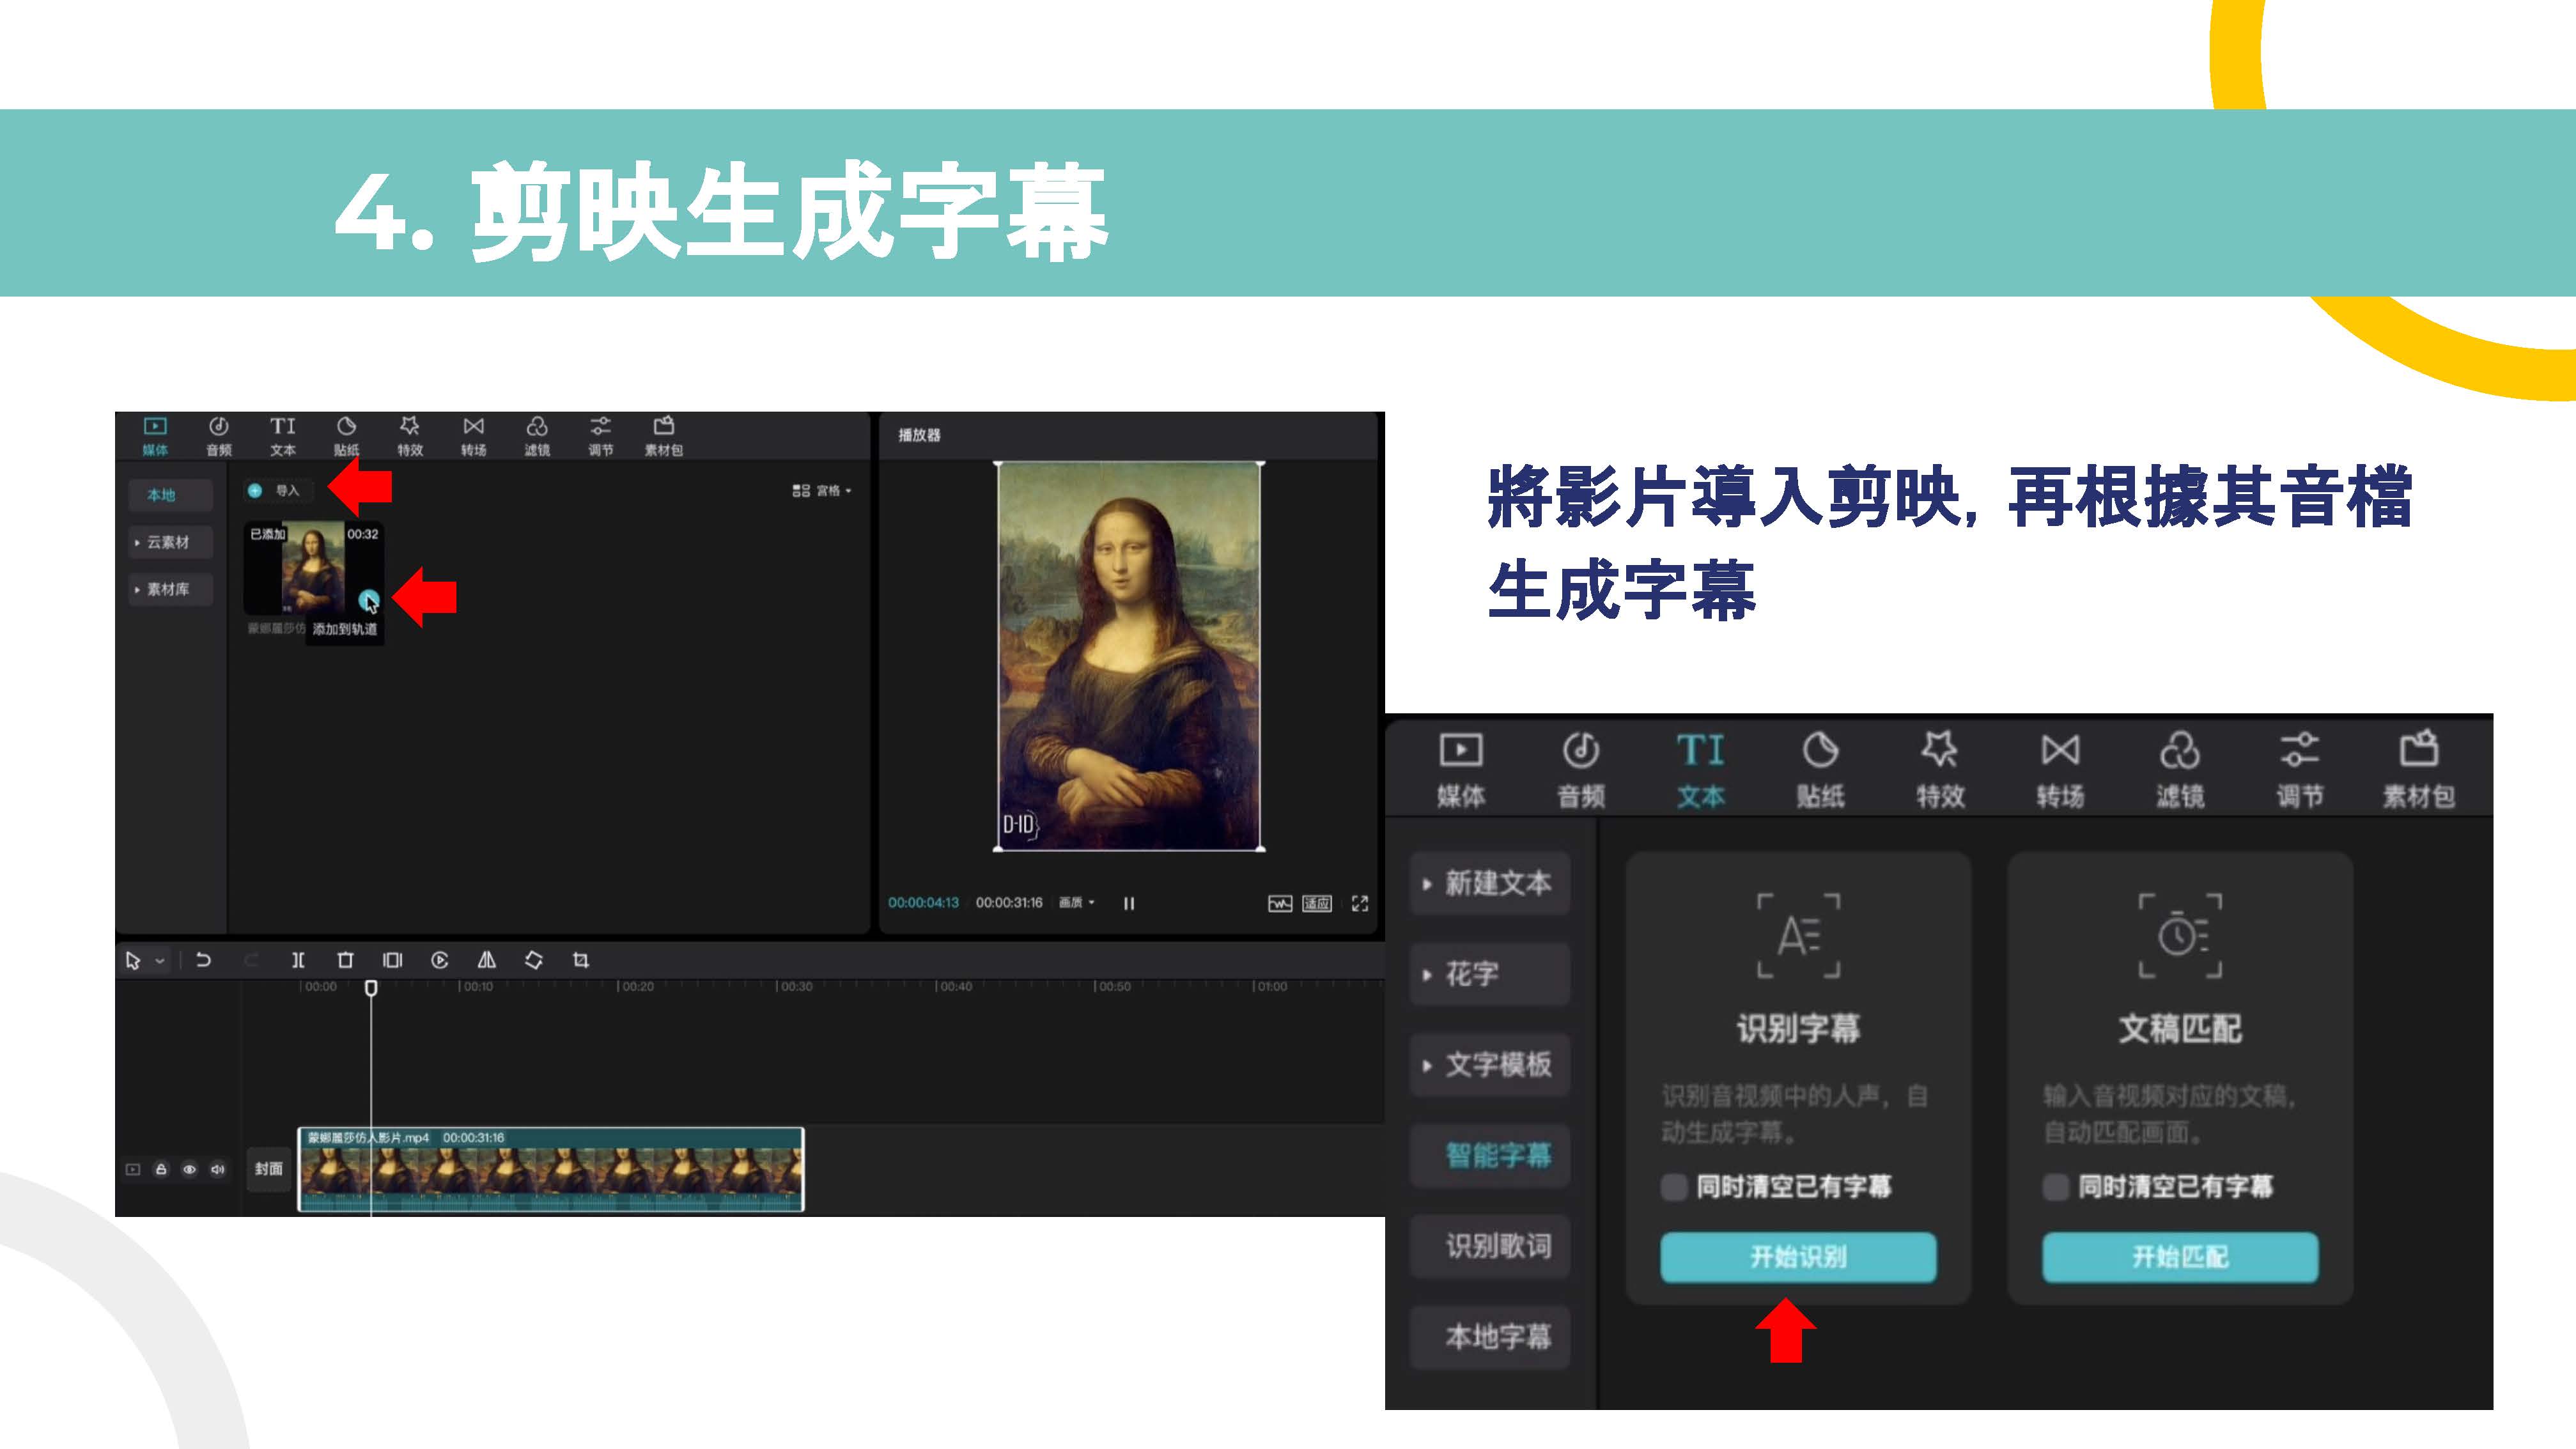 4. 剪映生成字幕
媒体 音频 文本 贴纸 特效 转场 滤镜 调节 素材包
本地
云素材
素材库
导入
宫格
已添加 00:32
蒙娜麗莎仿
添加到轨道
播放器
D-ID
00:00:04:13 00:00:31:16 画质 适应
00:00 00:10 00:20 00:30 00:40 00:50 01:00
蒙娜麗莎仿人影片.mp4 00:00:31:16
封面
將影片導入剪映,再根據其音檔
生成字幕
TI
媒体 音频 文本 贴纸 特效 转场 滤镜 调节 素材包
新建文本
花字
文字模板
智能字幕
识别歌词
本地字幕
识别字幕
识别音视频中的人声，自
动生成字幕。
同时清空已有字幕
开始识别
文稿匹配
输入音视频对应的文稿，
自动匹配画面。
同时清空已有字幕
开始匹配